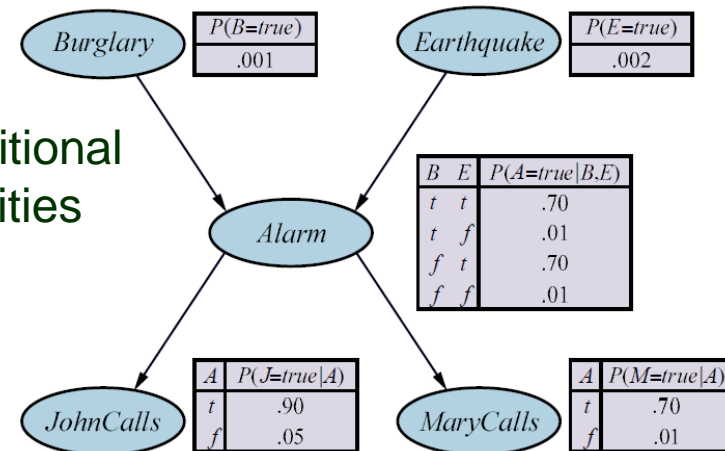 Burglary
P(B=true)
.001
Earthquake
P(E=true)
.002
itional
ities
B E P(A=true|B,E)
t t .70
t f .01
f t .70
f f .01
Alarm
JohnCalls
A P(J=true|A)
t .90
f .05
MaryCalls
A P(M=true|A)
t .70
f .01